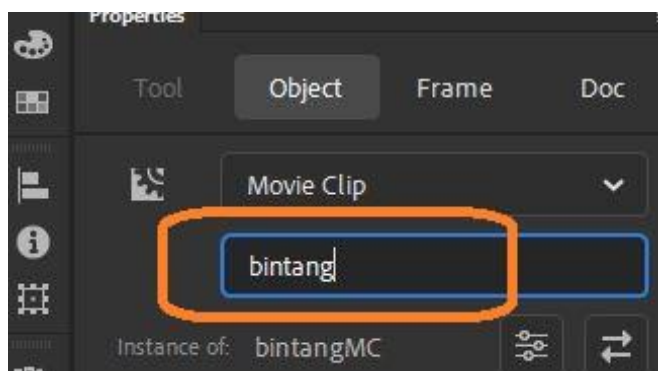 Properties
Tool Object Frame Doc
Movie Clip
bintang
Instance of: bintangMC